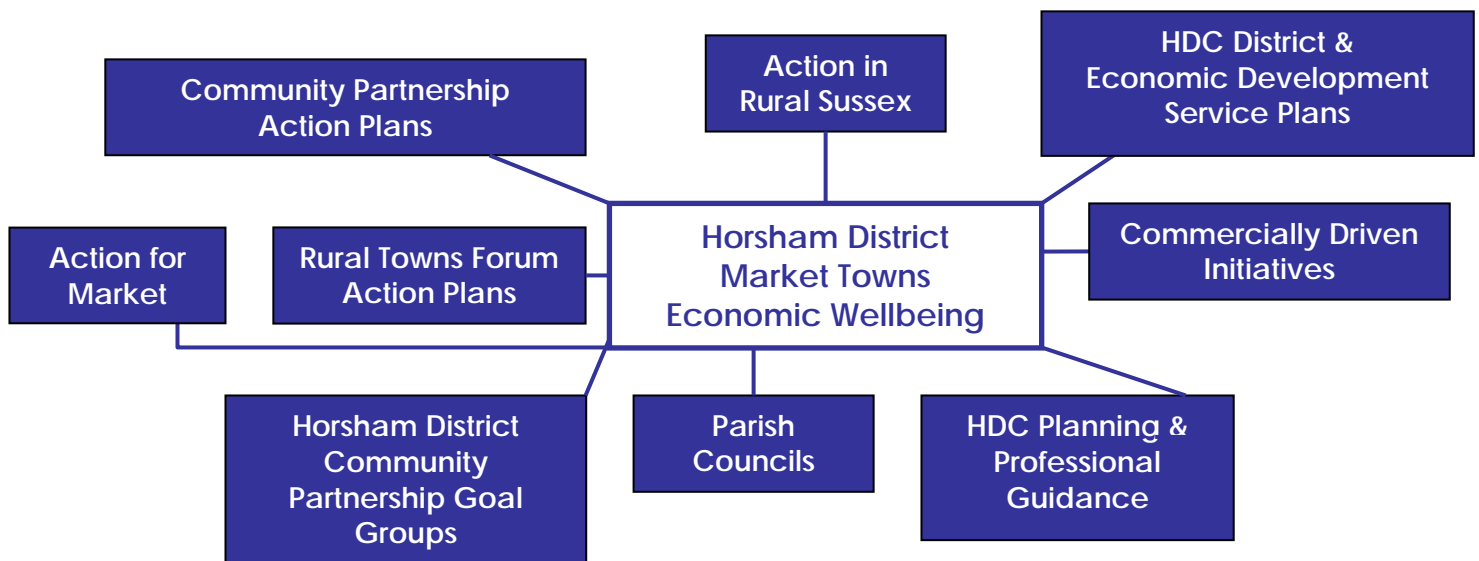 Community Partnership
Action Plans
Action in
Rural Sussex
HDC District &
Economic Development
Service Plans
Action for
Market
Rural Towns Forum
Action Plans
Horsham District
Market Towns
Economic Wellbeing
Commercially Driven
Initiatives
Horsham District
Community
Partnership Goal
Groups
Parish
Councils
HDC Planning &
Professional
Guidance